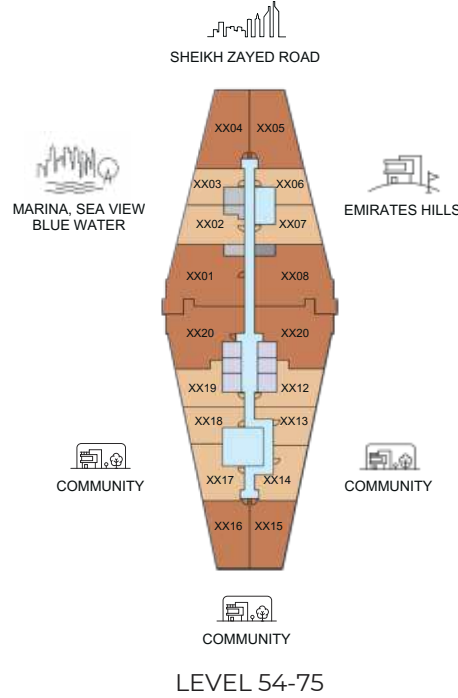 SHEIKH ZAYED ROAD
XX04 XX05
XX03 XX06
MARINA, SEA VIEW
BLUE WATER
EMIRATES HILLS
XX02 XX07
XX01 XX08
XX20 XX20
XX19 XX12
XX18 XX13
XX17 XX14
COMMUNITY COMMUNITY
XX16 XX15
COMMUNITY
LEVEL 54-75